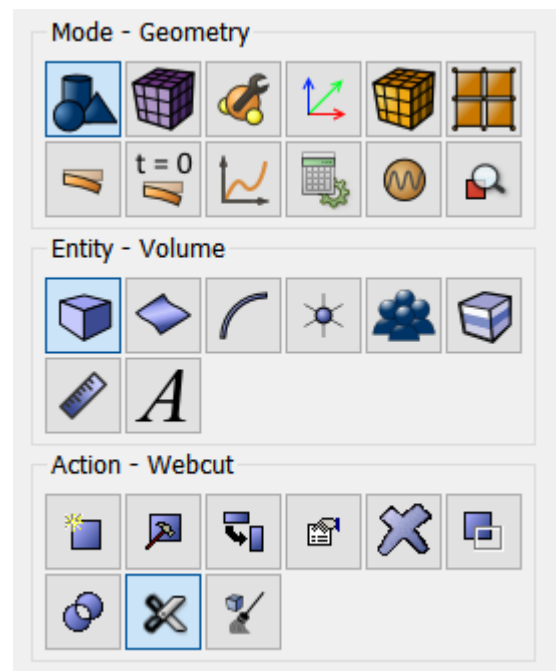 Mode - Geometry
t = 0
Entity - Volume
A
Action - Webcut